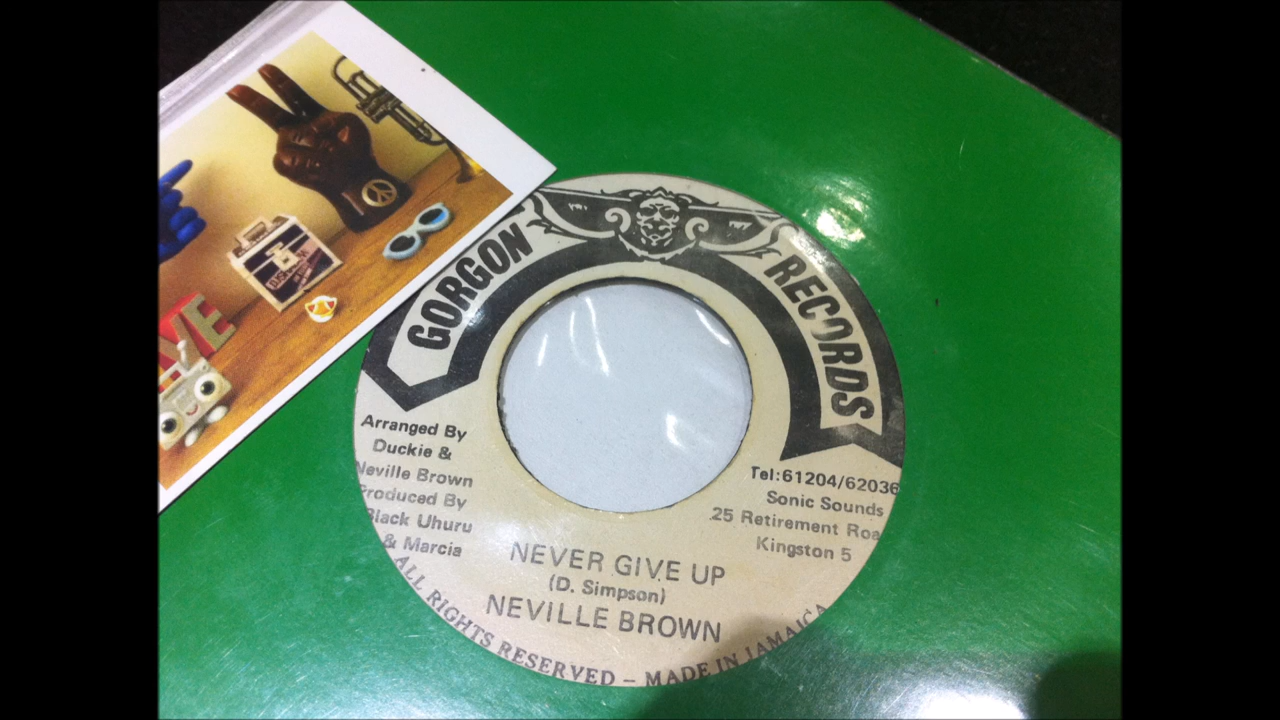 GORGON RECORDS
Arranged By
Duckie &
Neville Brown
Produced By
Black Uhuru
& Marcia
Tel:61204/62036
Sonic Sounds
25 Retirement Roa
Kingston 5
NEVER GIVE UP
(D. Simpson)
NEVILLE BROWN
ALL RIGHTS RESERVED – MADE IN JAMAICA